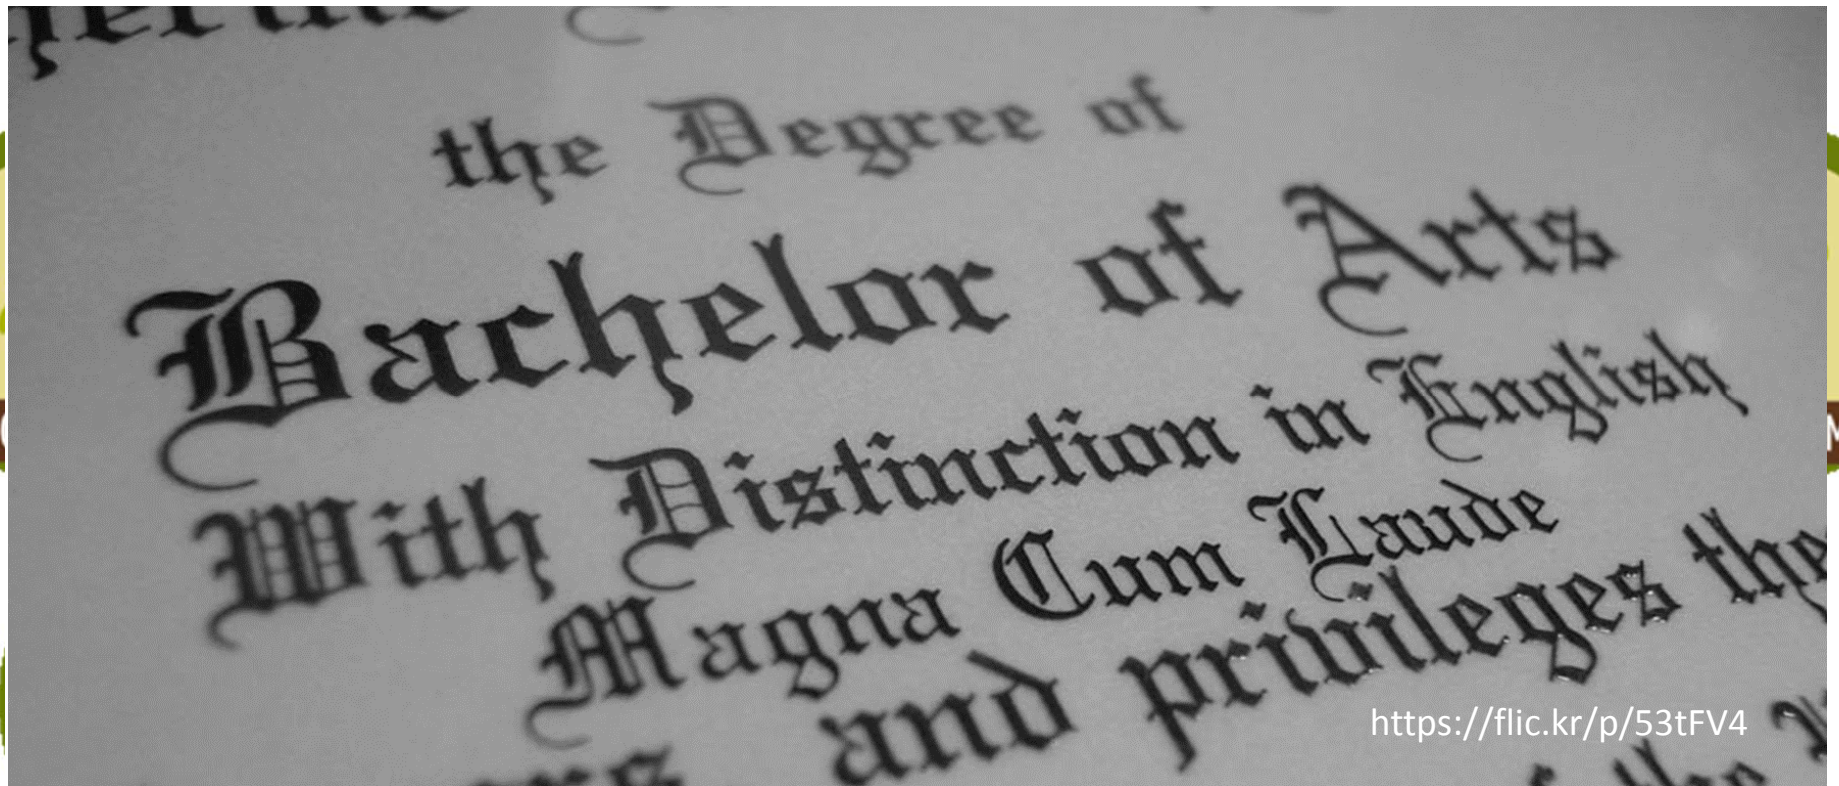 the Degree of
Bachelor of Arts
With Distinction in English
Magna Cum Laude
and privileges the
https://flic.kr/p/53tFV4